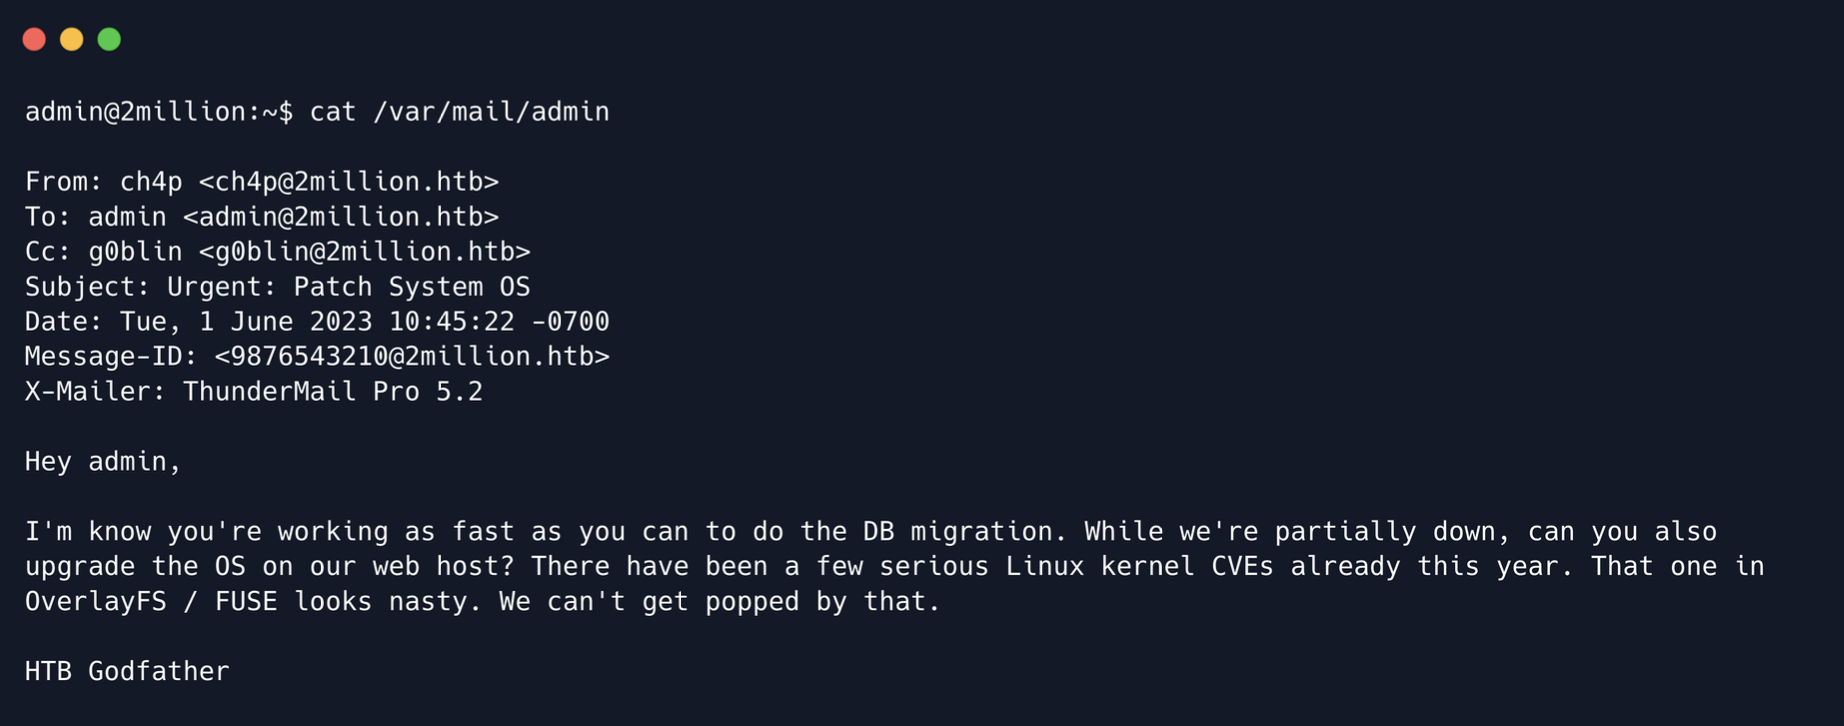 admin@2million:~$ cat /var/mail/admin
From: ch4p <ch4p@2million.htb>
To: admin <admin@2million.htb>
Cc: g0blin <g0blin@2million.htb>
Subject: Urgent: Patch System OS
Date: Tue, 1 June 2023 10:45:22 -0700
Message-ID: <9876543210@2million.htb>
X-Mailer: ThunderMail Pro 5.2
Hey admin,
I'm know you're working as fast as you can to do the DB migration. While we're partially down, can you also
upgrade the OS on our web host? There have been a few serious Linux kernel CVEs already this year. That one in
OverlayFS / FUSE looks nasty. We can't get popped by that.
HTB Godfather